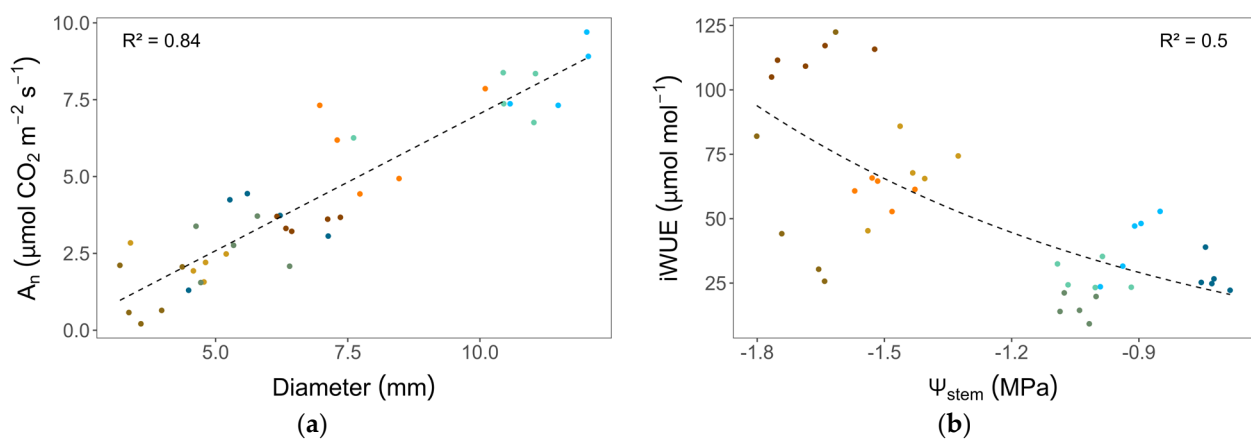 R² = 0.84
10.0
7.5
5.0
2.5
0.0
Aₙ (μmol CO₂ m⁻² s⁻¹)
5.0 7.5 10.0
Diameter (mm)
(a)
R² = 0.5
125
100
75
50
25
iWUE (μmol mol⁻¹)
-1.8 -1.5 -1.2 -0.9
Ψstem (MPa)
(b)